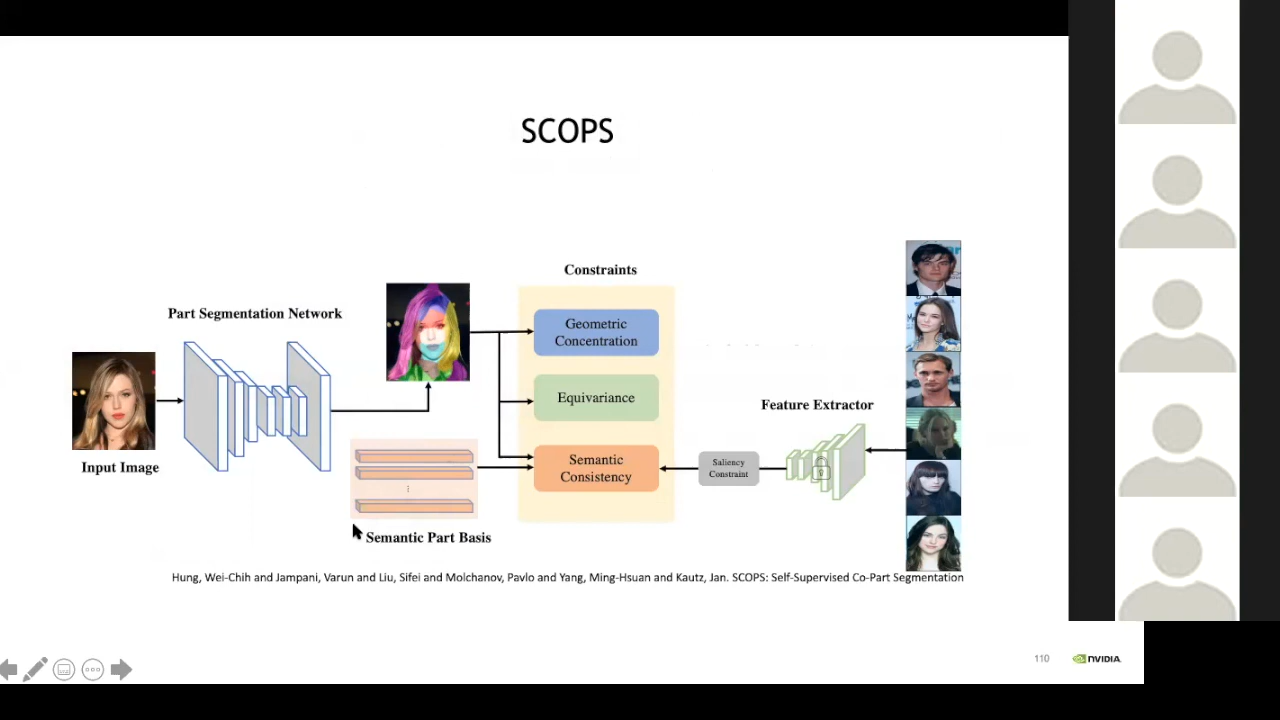 SCOPS
Constraints
Part Segmentation Network
Geometric
Concentration
Equivariance
Feature Extractor
Input Image
Semantic
Consistency
Saliency
Constraint
Semantic Part Basis
Hung, Wei-Chih and Jampani, Varun and Liu, Sifei and Molchanov, Pavlo and Yang, Ming-Hsuan and Kautz, Jan. SCOPS: Self-Supervised Co-Part Segmentation
110
NVIDIA.